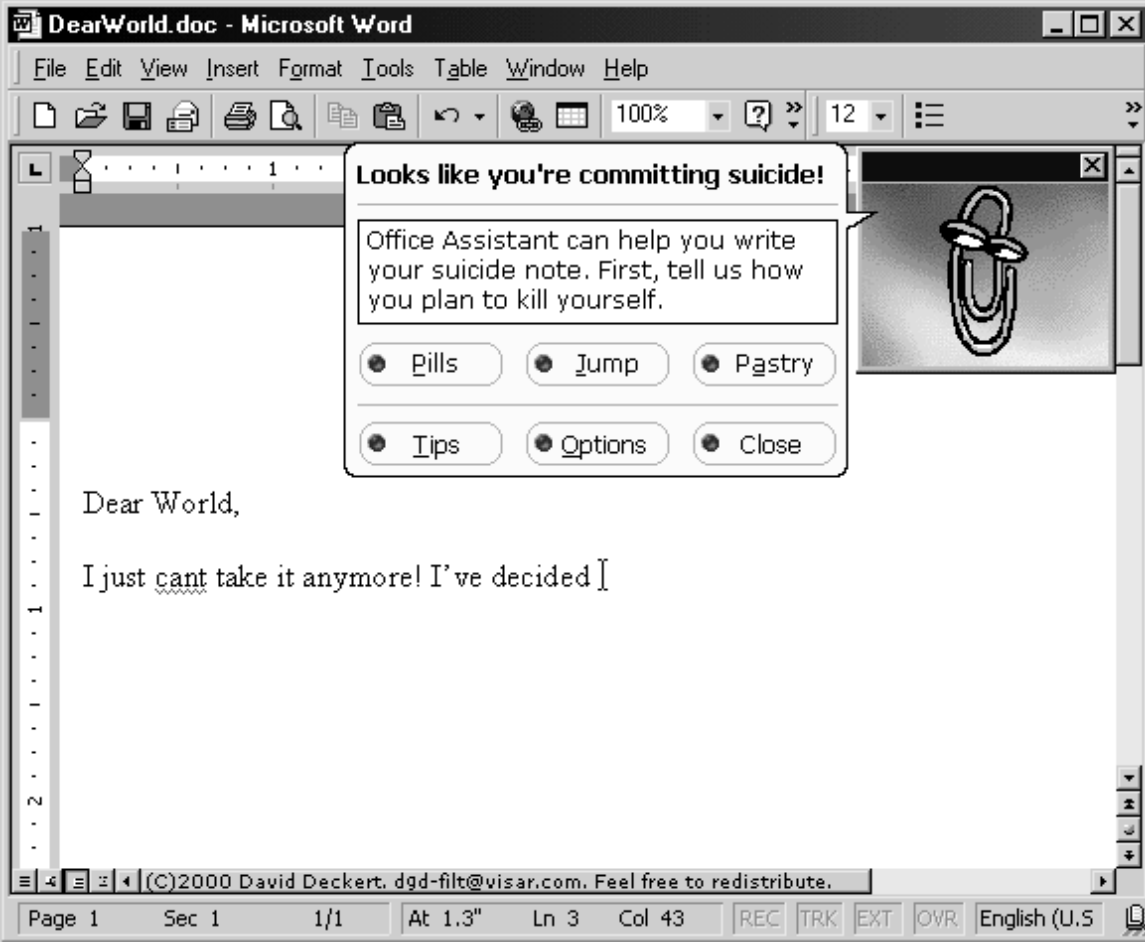 DearWorld.doc - Microsoft Word
File Edit View Insert Format Tools Table Window Help
100% 12
1
Looks like you're committing suicide!
Office Assistant can help you write
your suicide note. First, tell us how
you plan to kill yourself.
Pills Jump Pastry
Tips Options Close
Dear World,
I just cant take it anymore! I've decided
1
1
2
(C)2000 David Deckert. dgd-filt@visar.com. Feel free to redistribute.
Page 1 Sec 1 1/1 At 1.3" Ln 3 Col 43 REC TRK EXT OVR English (U.S